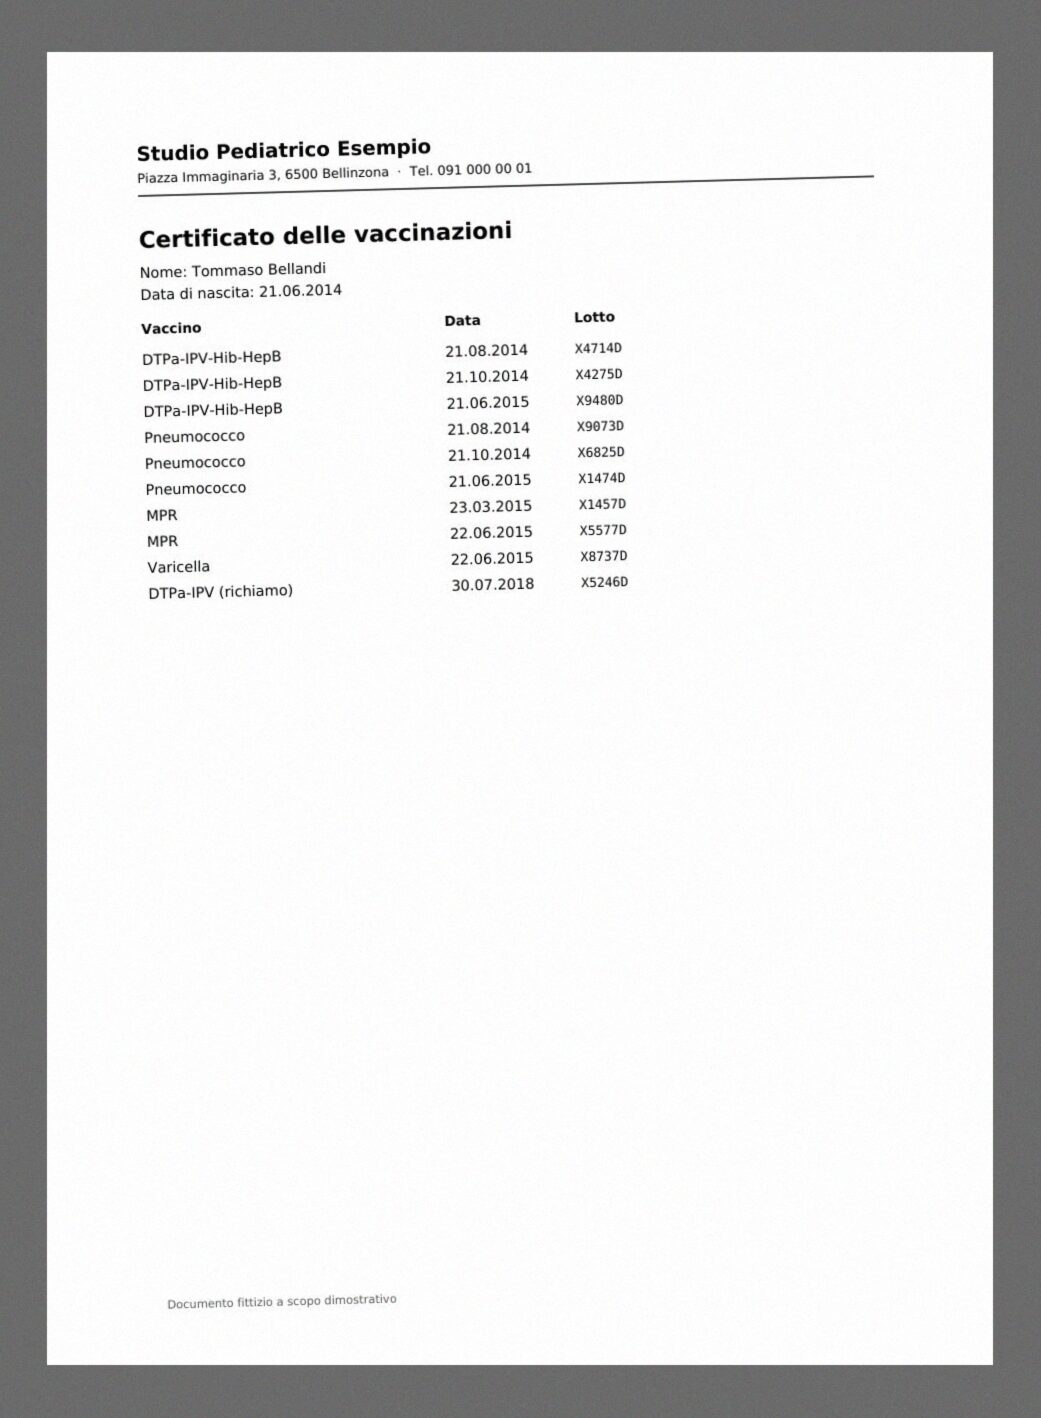 Studio Pediatrico Esempio
Piazza Immaginaria 3, 6500 Bellinzona · Tel. 091 000 00 01
Certificato delle vaccinazioni
Nome: Tommaso Bellandi
Data di nascita: 21.06.2014
Vaccino Data Lotto
DTPa-IPV-Hib-HepB 21.08.2014 X4714D
DTPa-IPV-Hib-HepB 21.10.2014 X4275D
DTPa-IPV-Hib-HepB 21.06.2015 X9480D
Pneumococco 21.08.2014 X9073D
Pneumococco 21.10.2014 X6825D
Pneumococco 21.06.2015 X1474D
MPR 23.03.2015 X1457D
MPR 22.06.2015 X5577D
Varicella 22.06.2015 X8737D
DTPa-IPV (richiamo) 30.07.2018 X5246D
Documento fittizio a scopo dimostrativo